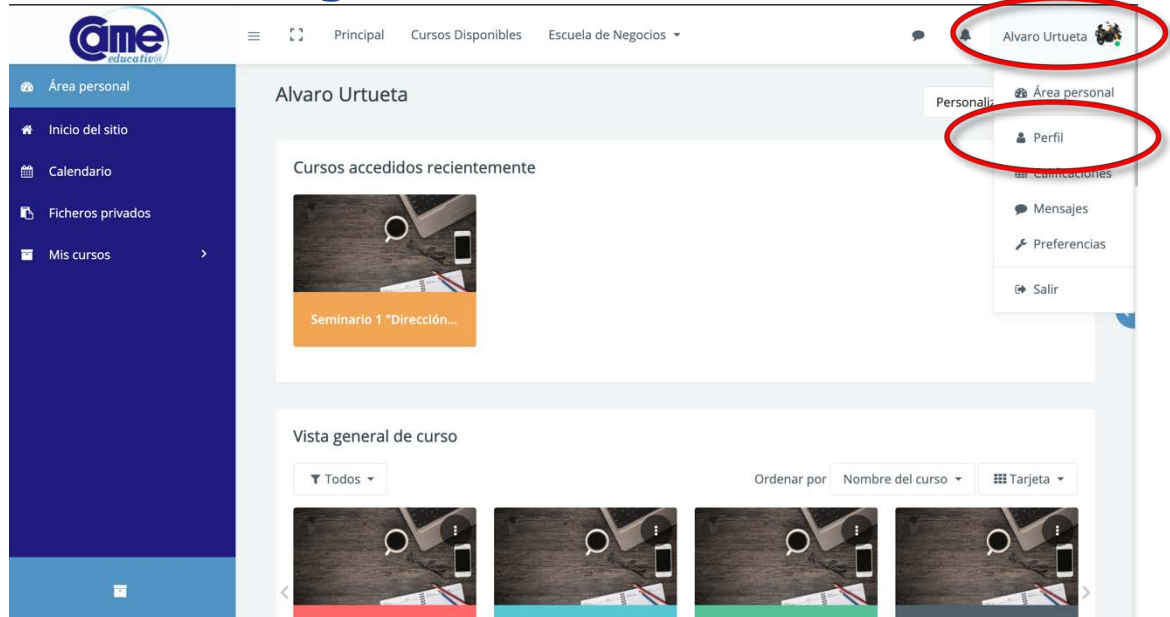 Came
educativ@
Principal
Cursos Disponibles
Escuela de Negocios
Alvaro Urtueta
Área personal
Inicio del sitio
Calendario
Ficheros privados
Mis cursos
Alvaro Urtueta
Área personal
Perfil
Calificaciones
Mensajes
Preferencias
Salir
Cursos accedidos recientemente
Seminario 1 "Dirección...
Vista general de curso
Todos
Ordenar por
Nombre del curso
Tarjeta